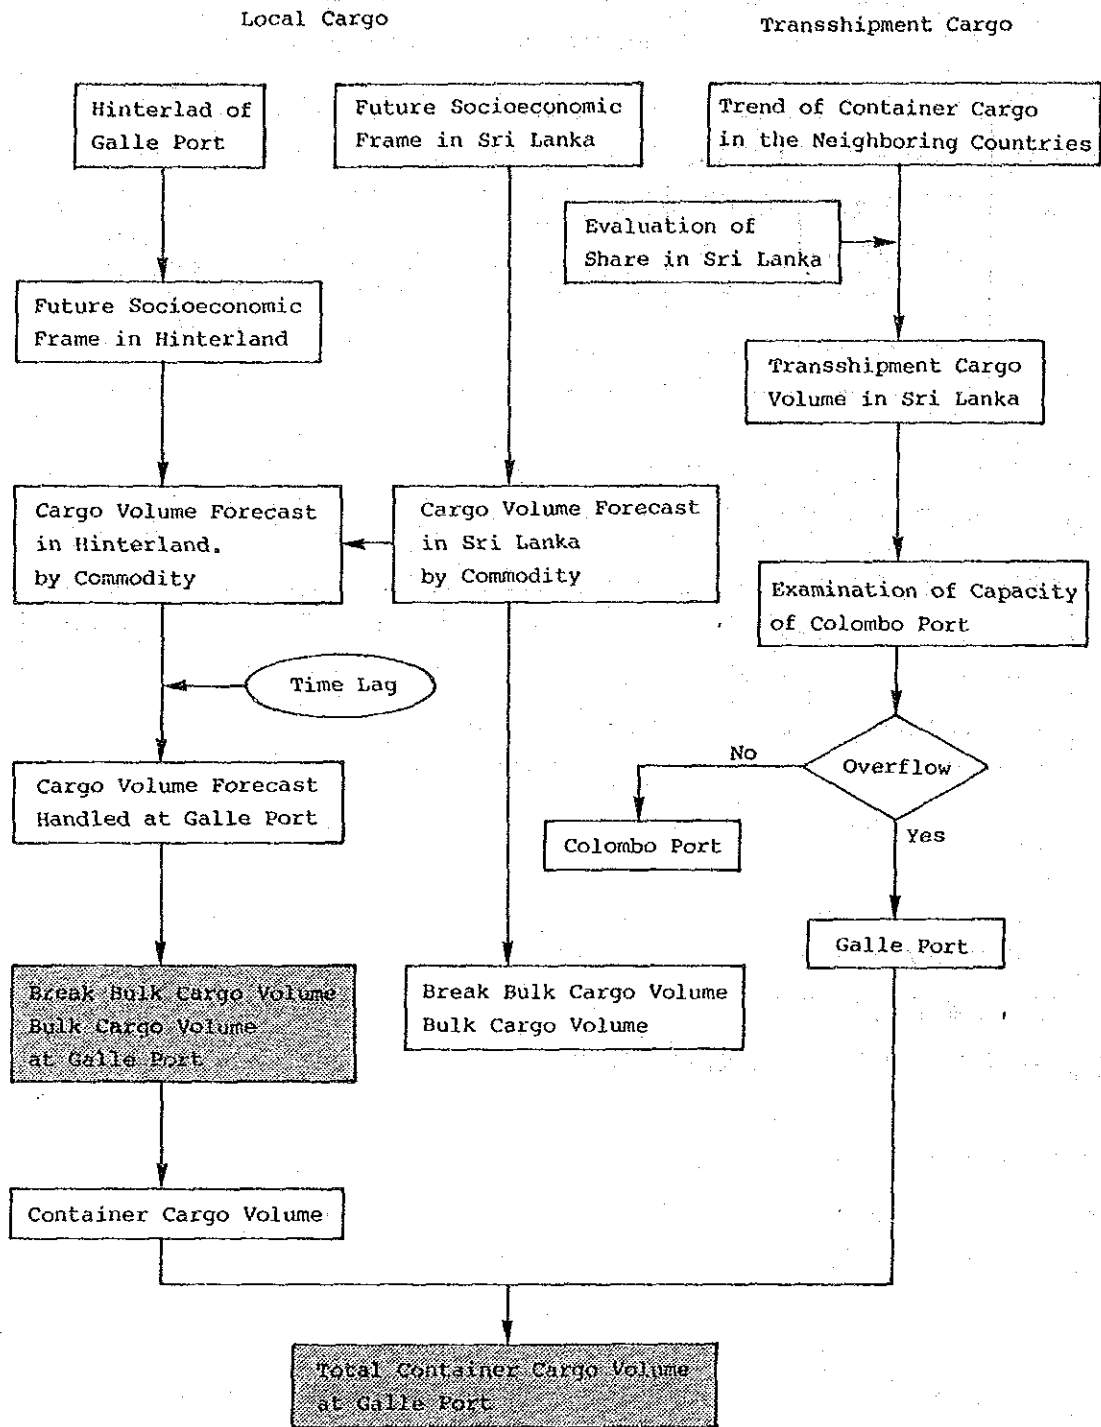 Local Cargo
Transshipment Cargo
Hinterlad of
Galle Port
Future Socioeconomic
Frame in Sri Lanka
Trend of Container Cargo
in the Neighboring Countries
Evaluation of
Share in Sri Lanka
Future Socioeconomic
Frame in Hinterland
Transshipment Cargo
Volume in Sri Lanka
Cargo Volume Forecast
in Hinterland.
by Commodity
Cargo Volume Forecast
in Sri Lanka
by Commodity
Examination of Capacity
of Colombo Port
Time Lag
Overflow
No
Yes
Cargo Volume Forecast
Handled at Galle Port
Colombo Port
Galle Port
Break Bulk Cargo Volume
Bulk Cargo Volume
at Galle Port
Break Bulk Cargo Volume
Bulk Cargo Volume
Container Cargo Volume
Total Container Cargo Volume
at Galle Port